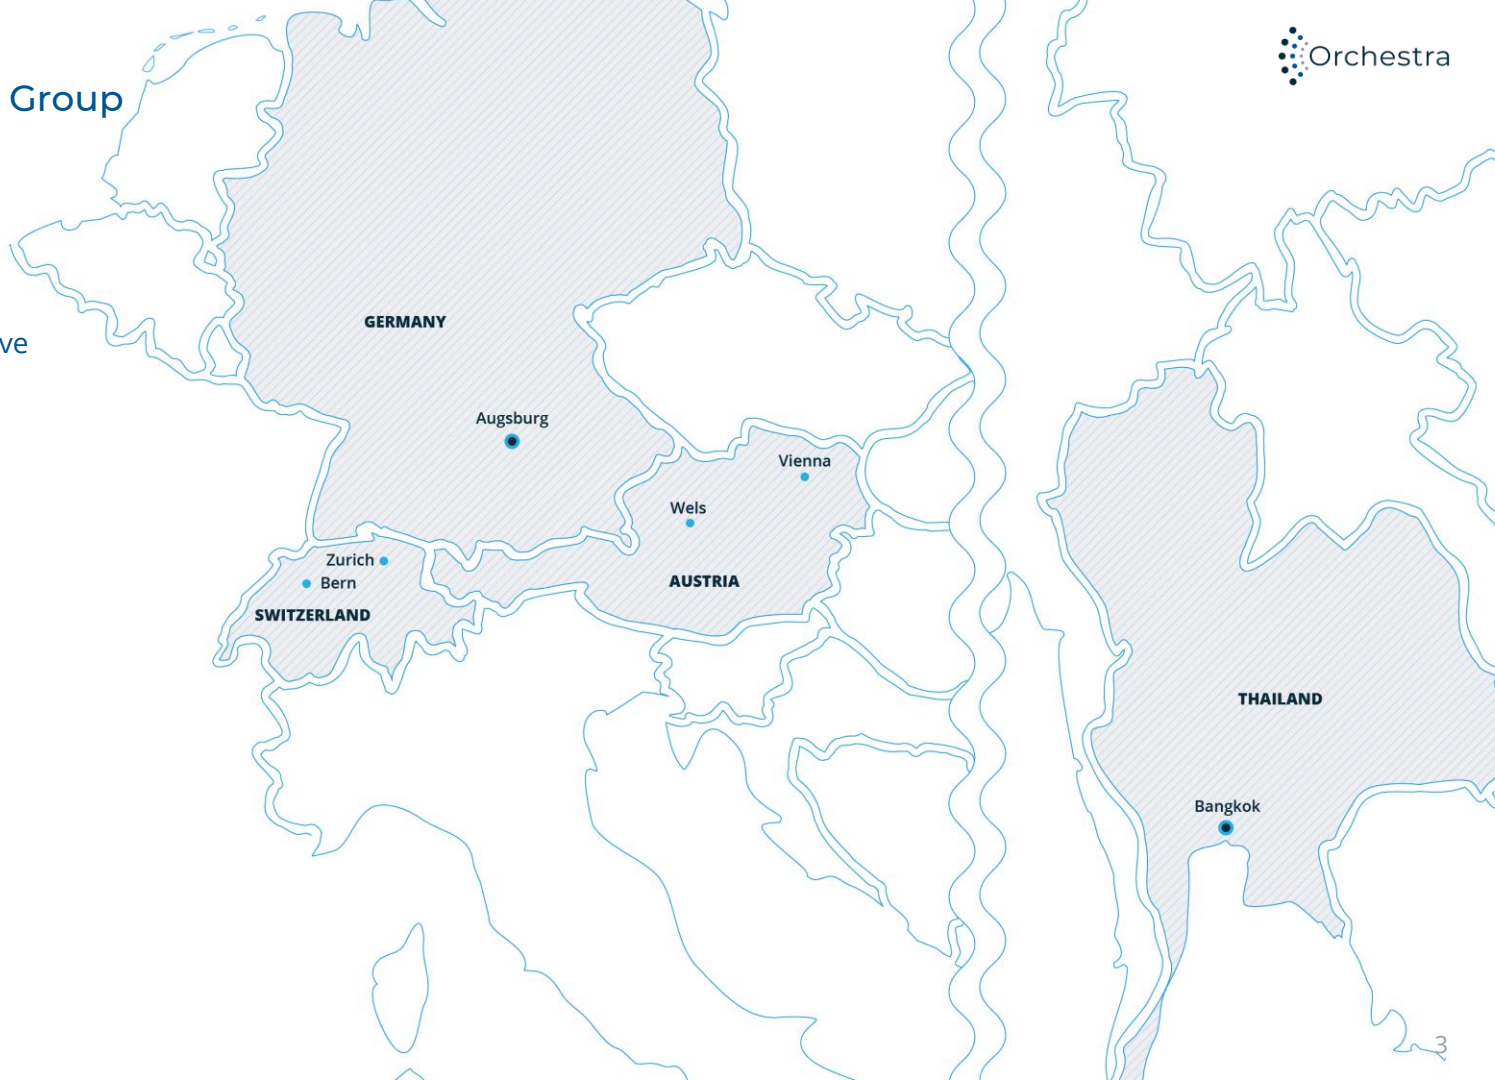 Orchestra
Group
ve
GERMANY
Augsburg
Vienna
Wels
Zurich
Bern
AUSTRIA
SWITZERLAND
THAILAND
Bangkok
3